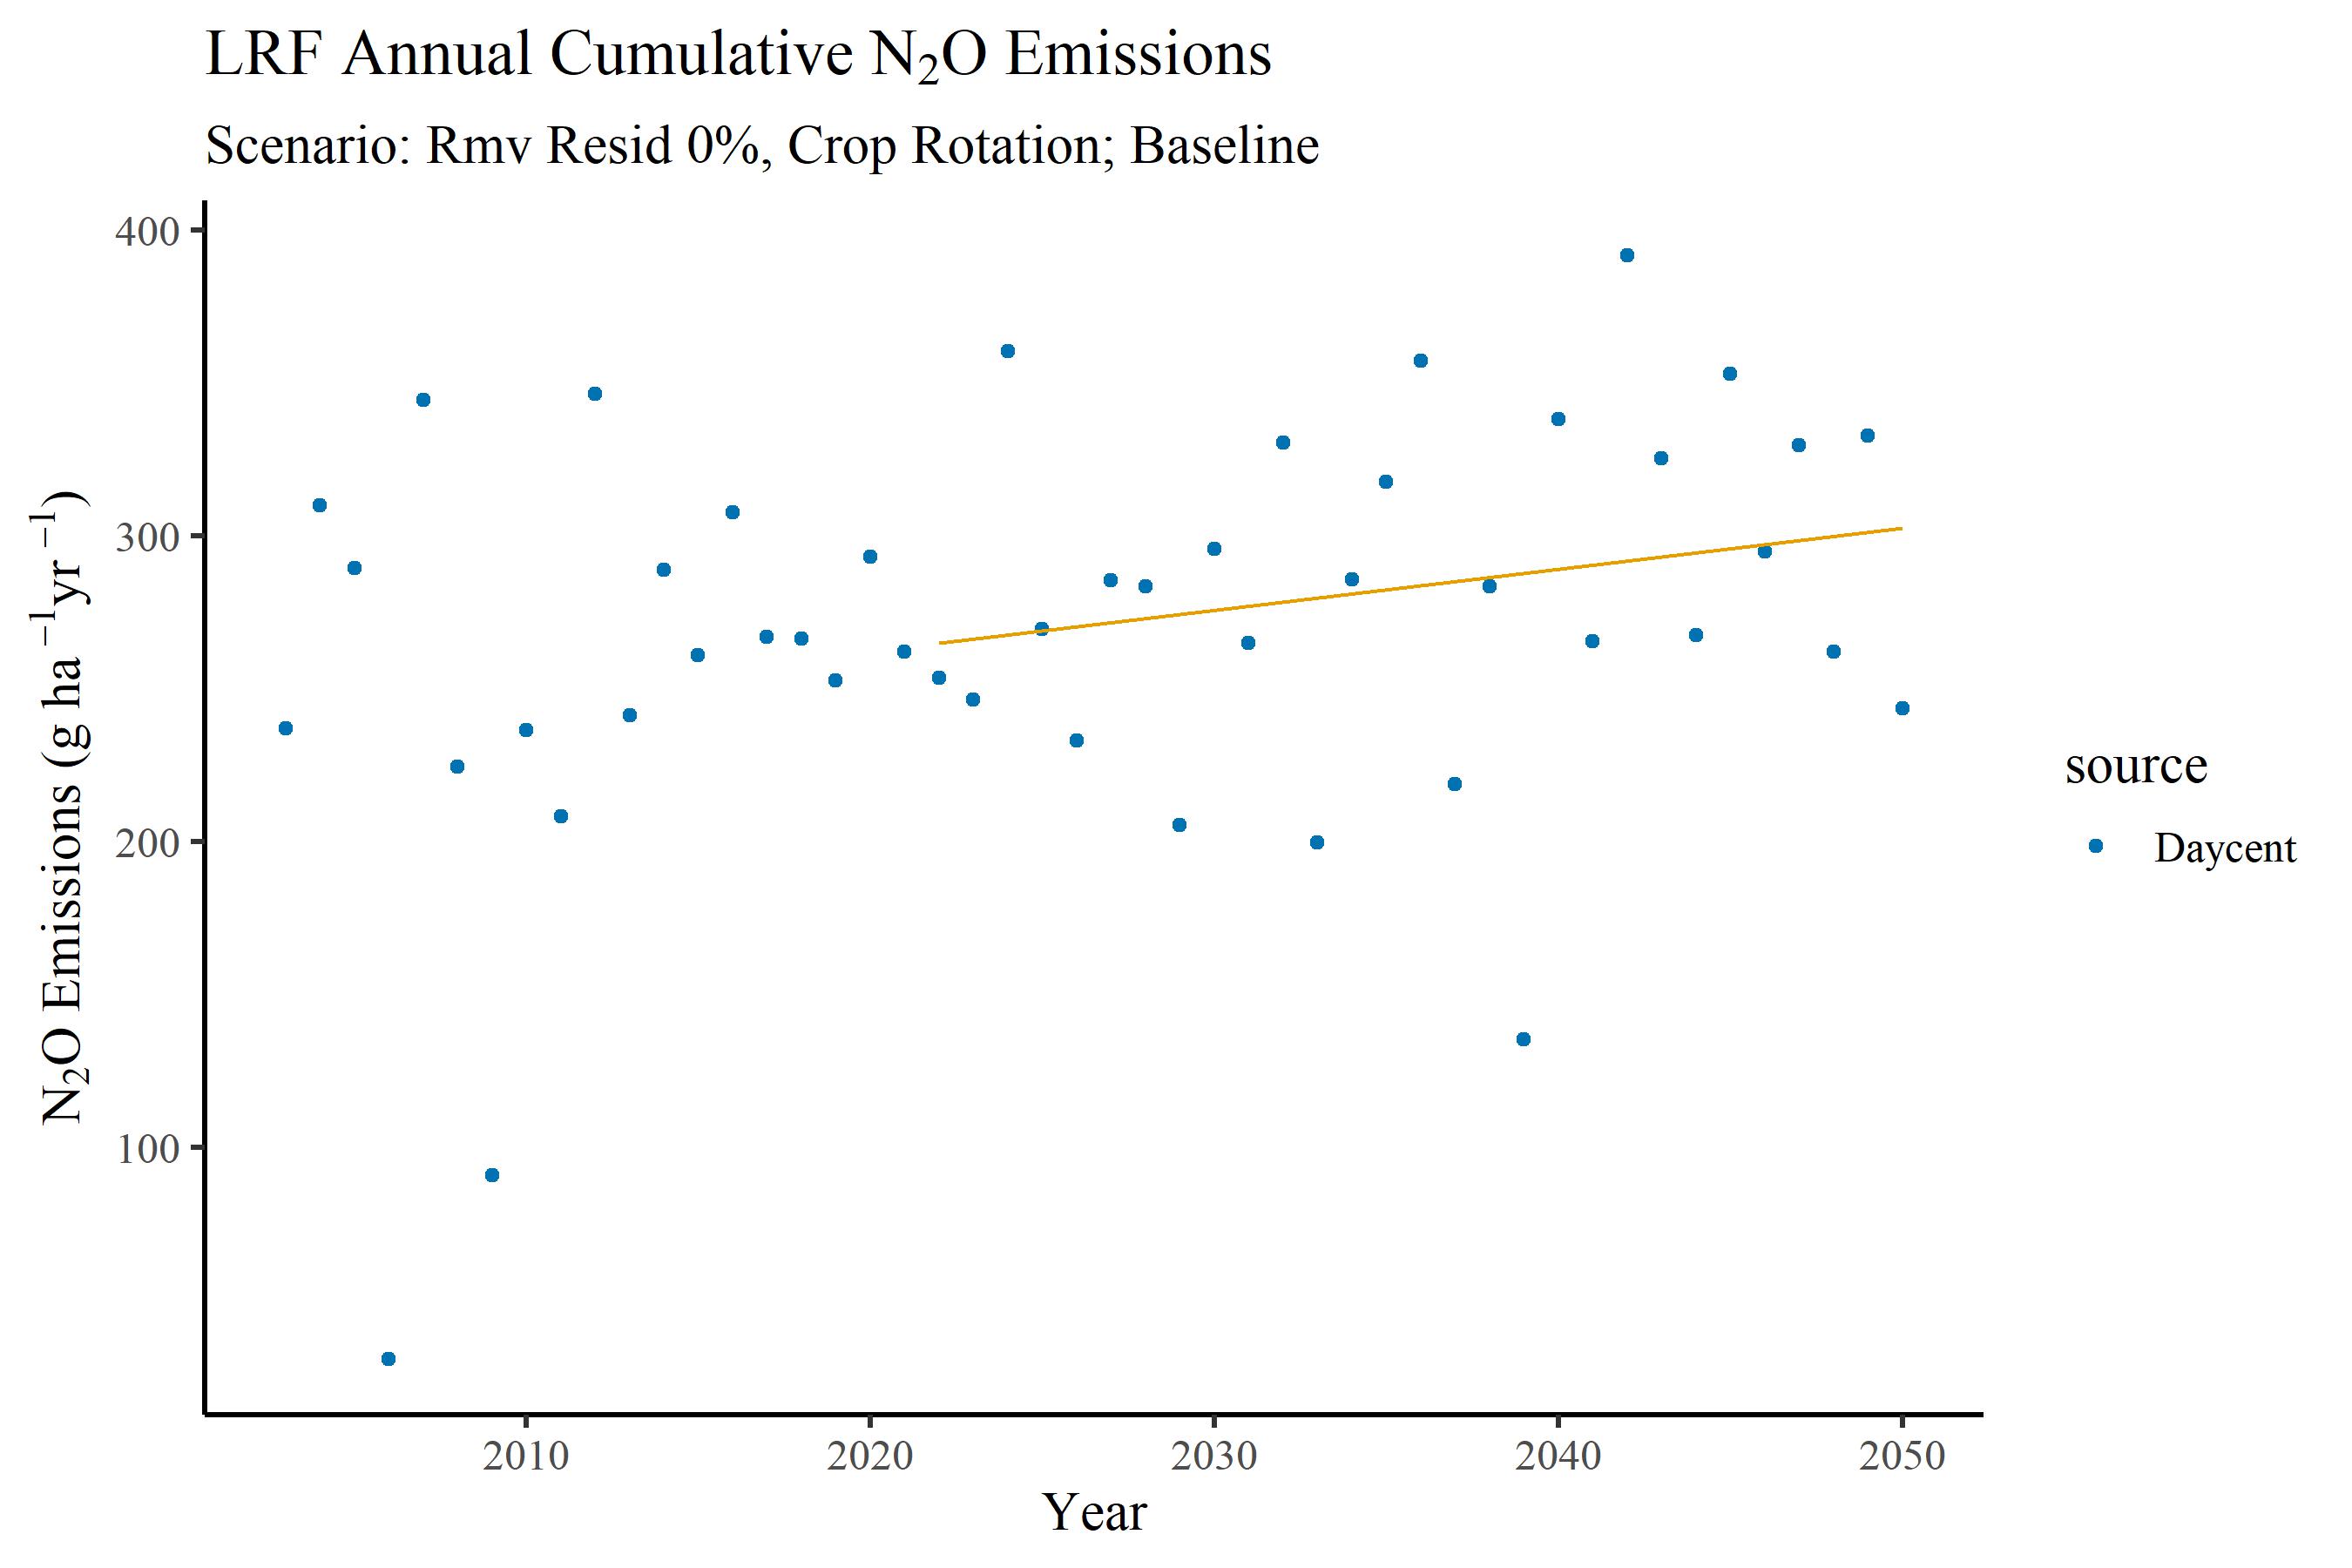 LRF Annual Cumulative N₂O Emissions
Scenario: Rmv Resid 0%, Crop Rotation; Baseline
N₂O Emissions (g ha ⁻¹yr ⁻¹)
400
300
200
100
2010
2020
2030
2040
2050
Year
source
Daycent